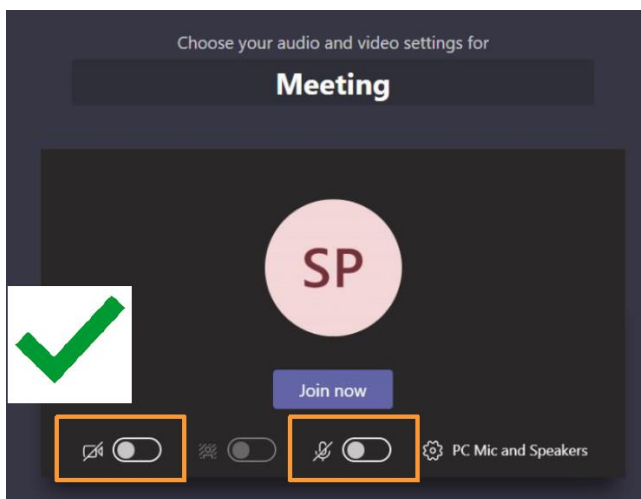 Choose your audio and video settings for
Meeting
SP
Join now
PC Mic and Speakers